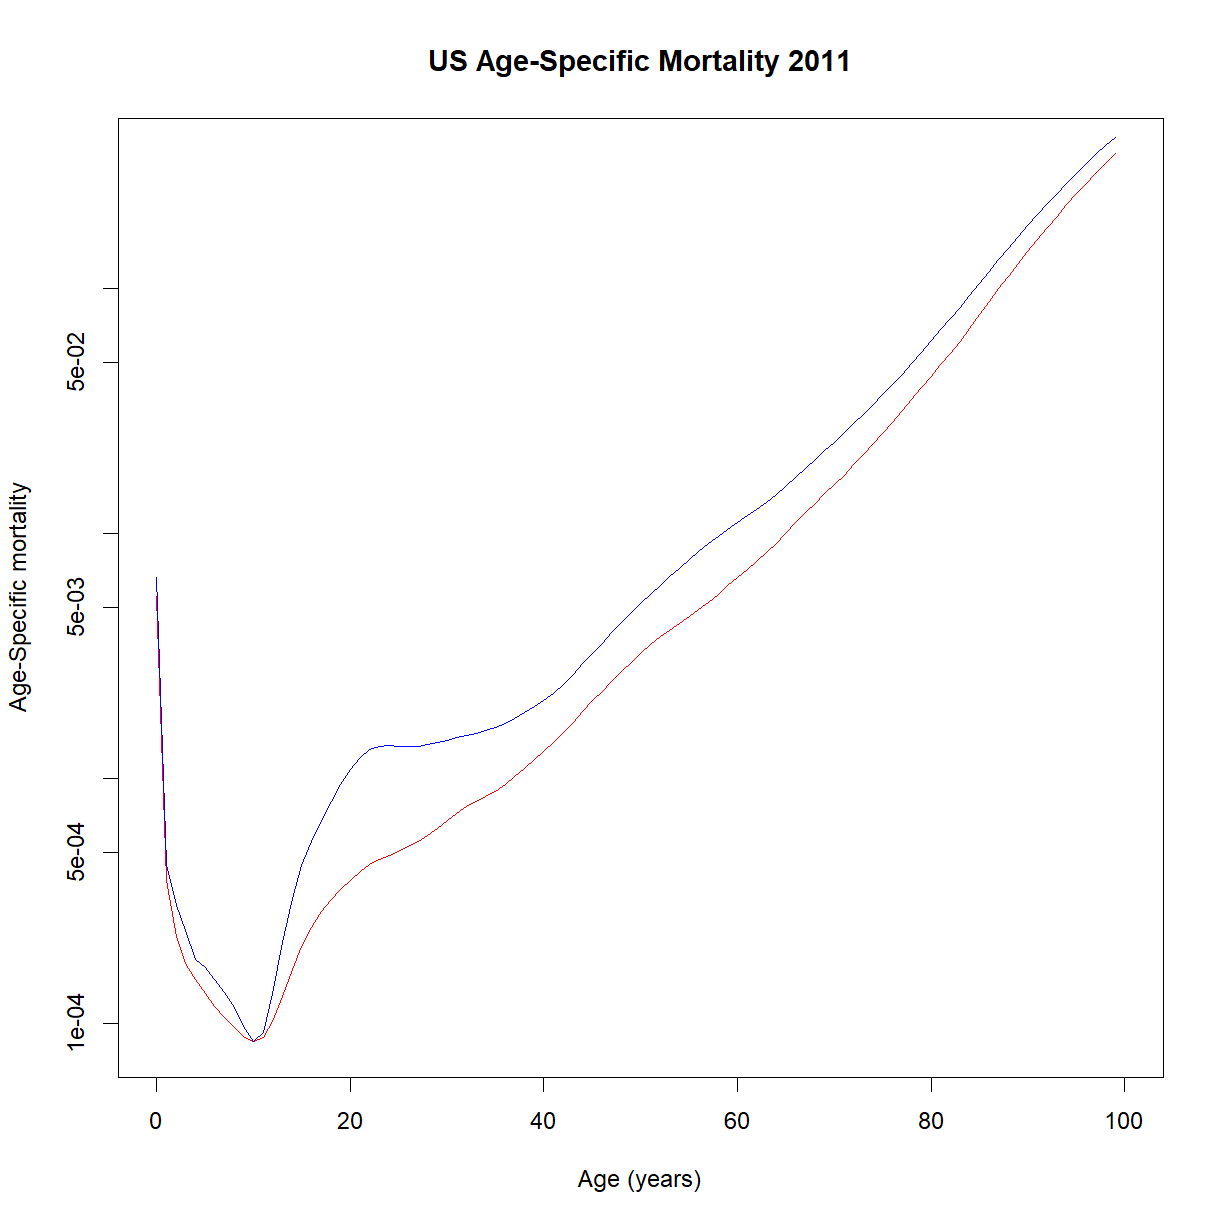 US Age-Specific Mortality 2011
Age-Specific mortality
5e-02
5e-03
5e-04
1e-04
0 20 40 60 80 100
Age (years)